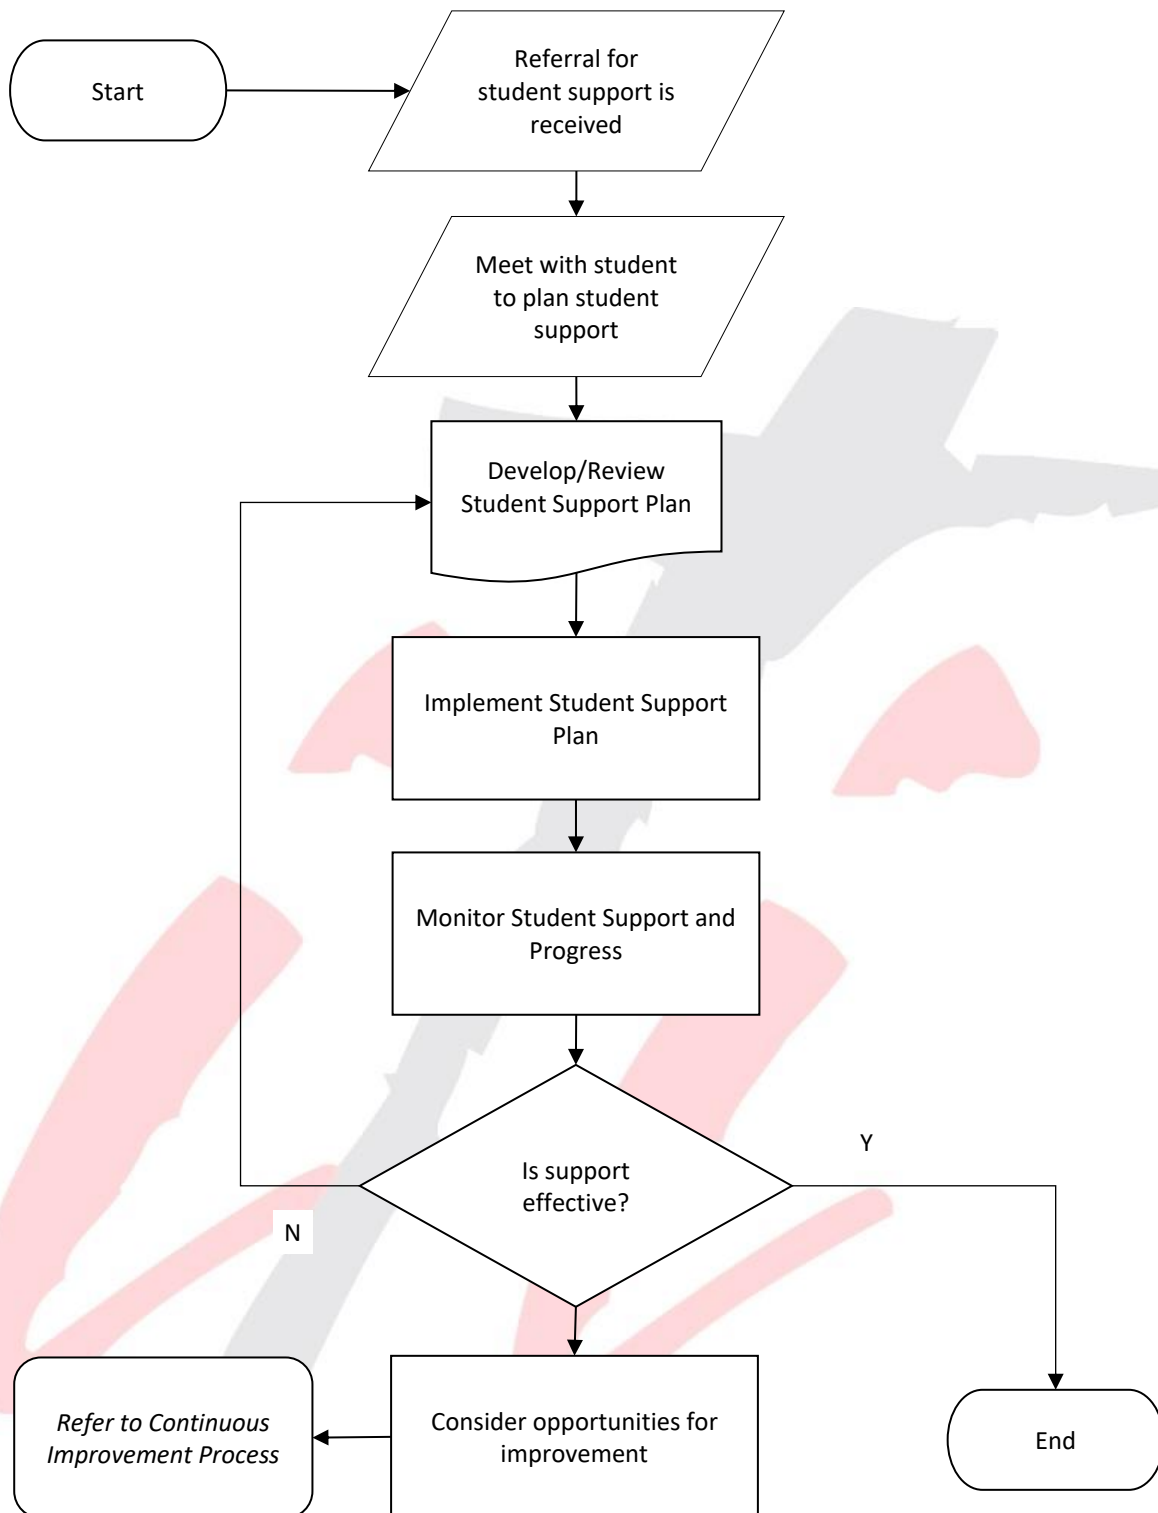 Start
Referral for
student support is
received
Meet with student
to plan student
support
Develop/Review
Student Support Plan
Implement Student Support
Plan
Monitor Student Support and
Progress
Is support
effective?
Y
N
Refer to Continuous
Improvement Process
Consider opportunities for
improvement
End